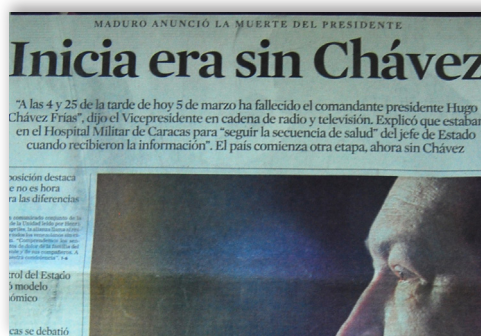 MADURO ANUNCIÓ LA MUERTE DEL PRESIDENTE
Inicia era sin Chávez
"A las 4 y 25 de la tarde de hoy 5 de marzo ha fallecido el comandante presidente Hugo
Chávez Frías", dijo el Vicepresidente en cadena de radio y televisión. Explicó que estaban
en el Hospital Militar de Caracas para "seguir la secuencia de salud" del jefe de Estado
cuando recibieron la información". El país comienza otra etapa, ahora sin Chávez
posición destaca
e no es hora
ra las diferencias
trol del Estado
ó modelo
ómico
cas se debatió